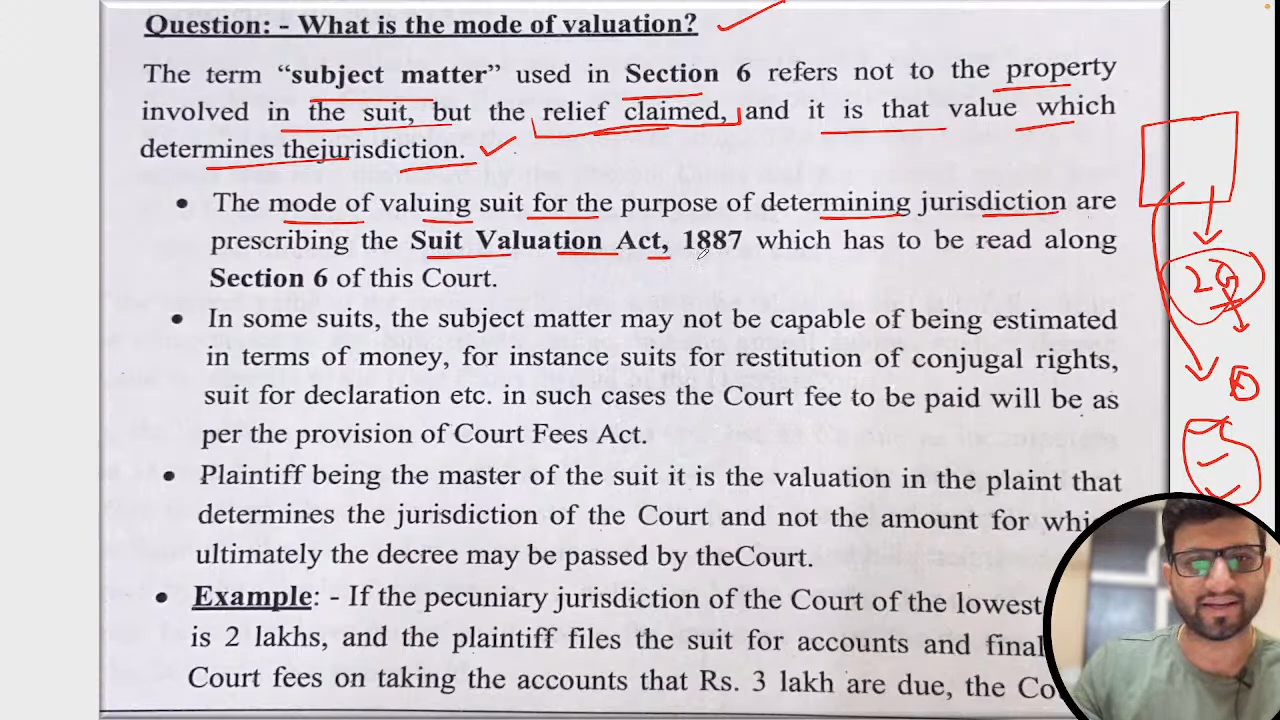 Question: - What is the mode of valuation?
The term “subject matter” used in Section 6 refers not to the property
involved in the suit, but the relief claimed, and it is that value which
determines thejurisdiction.
• The mode of valuing suit for the purpose of determining jurisdiction are
prescribing the Suit Valuation Act, 1887 which has to be read along
Section 6 of this Court.
• In some suits, the subject matter may not be capable of being estimated
in terms of money, for instance suits for restitution of conjugal rights,
suit for declaration etc. in such cases the Court fee to be paid will be as
per the provision of Court Fees Act.
• Plaintiff being the master of the suit it is the valuation in the plaint that
determines the jurisdiction of the Court and not the amount for
ultimately the decree may be passed by theCourt.
• Example: - If the pecuniary jurisdiction of the Court of the lowest
is 2 lakhs, and the plaintiff files the suit for accounts and
Court fees on taking the accounts that Rs. 3 lakh are due, the